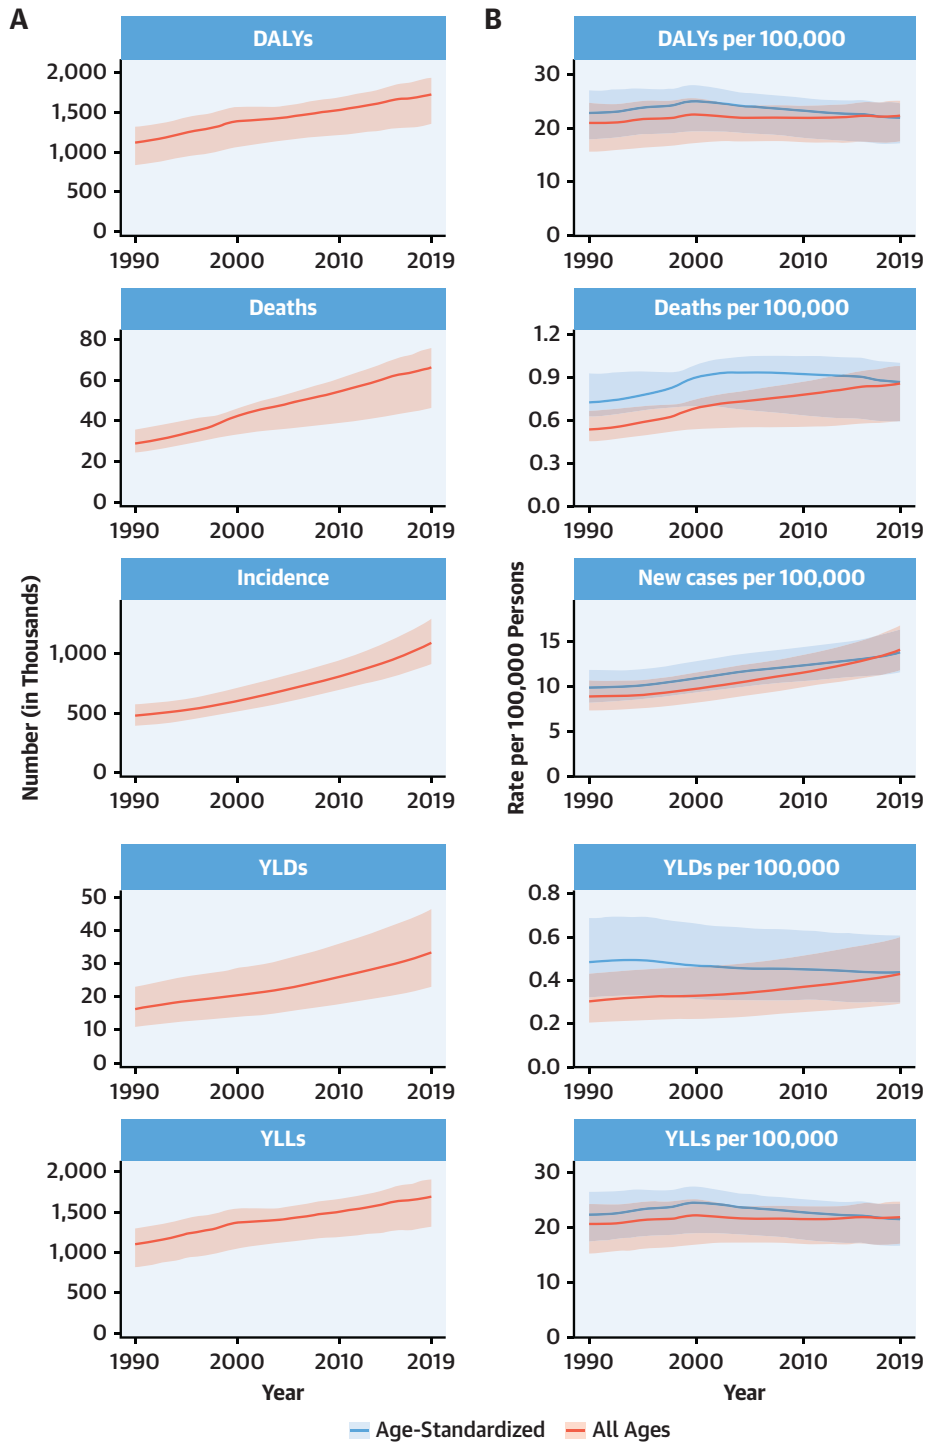 A
B
DALYs
2,000
1,500
1,000
500
0
1990 2000 2010 2019
DALYs per 100,000
30
20
10
0
1990 2000 2010 2019
Deaths
80
60
40
20
0
1990 2000 2010 2019
Deaths per 100,000
1.2
0.9
0.6
0.3
0.0
1990 2000 2010 2019
Number (in Thousands)
Incidence
1,000
500
0
1990 2000 2010 2019
Rate per 100,000 Persons
New cases per 100,000
15
10
5
0
1990 2000 2010 2019
YLDs
50
40
30
20
10
0
1990 2000 2010 2019
YLDs per 100,000
0.8
0.6
0.4
0.2
0.0
1990 2000 2010 2019
YLLs
2,000
1,500
1,000
500
0
1990 2000 2010 2019
Year
YLLs per 100,000
30
20
10
0
1990 2000 2010 2019
Year
Age-Standardized All Ages